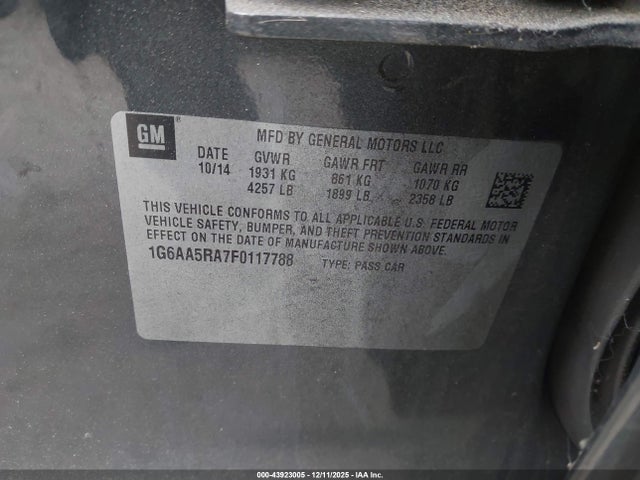 GM
®
MFD BY GENERAL MOTORS LLC
DATE GVWR GAWR FRT GAWR RR
10/14 1931 KG 861 KG 1070 KG
4257 LB 1899 LB 2358 LB
THIS VEHICLE CONFORMS TO ALL APPLICABLE U.S. FEDERAL MOTOR
VEHICLE SAFETY, BUMPER, AND THEFT PREVENTION STANDARDS IN
EFFECT ON THE DATE OF MANUFACTURE SHOWN ABOVE.
1G6AA5RA7F0117788 TYPE: PASS CAR
000-43923005 - 12/11/2025 - IAAI.COM